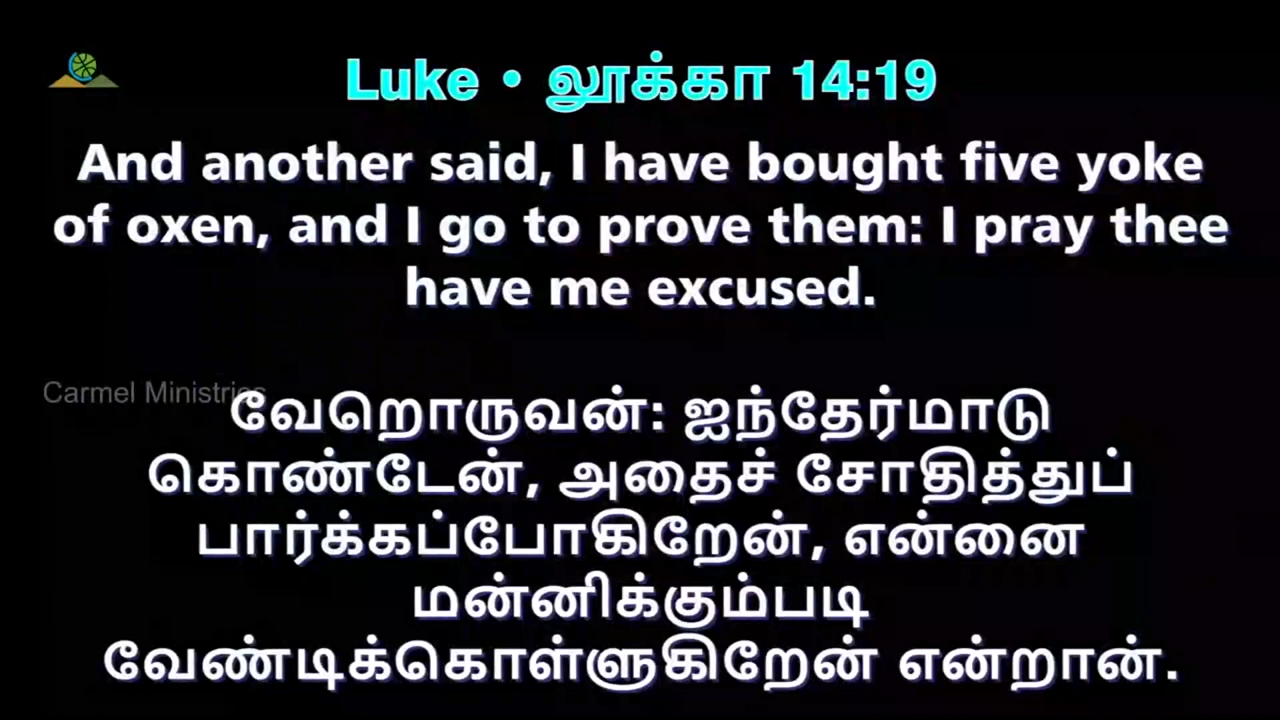 Luke • லூக்கா 14:19
And another said, I have bought five yoke
of oxen, and I go to prove them: I pray thee
have me excused.
Carmel Ministries
வேறொருவன்: ஐந்தேர்மாடு
கொண்டேன், அதைச் சோதித்துப்
பார்க்கப்போகிறேன், என்னை
மன்னிக்கும்படி
வேண்டிக்கொள்ளுகிறேன் என்றான்.